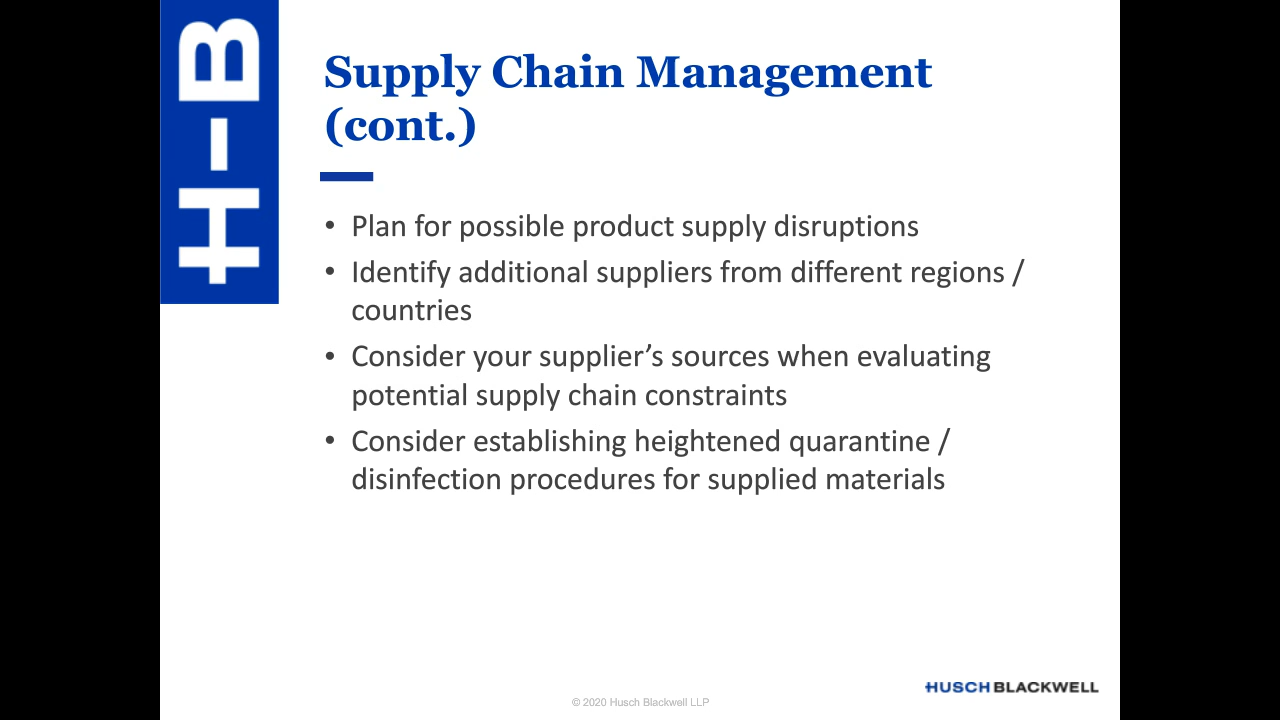 H-B
Supply Chain Management
(cont.)
• Plan for possible product supply disruptions
• Identify additional suppliers from different regions /
countries
• Consider your supplier’s sources when evaluating
potential supply chain constraints
• Consider establishing heightened quarantine /
disinfection procedures for supplied materials
HUSCH BLACKWELL
© 2020 Husch Blackwell LLP